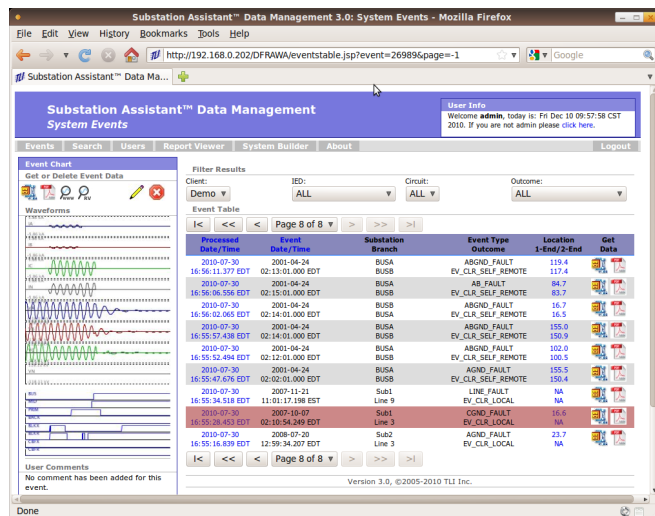 Substation Assistant™ Data Management 3.0: System Events - Mozilla Firefox
File Edit View History Bookmarks Tools Help
http://192.168.0.202/DFRAWA/eventstable.jsp?event=26989&page=-1
Google
Substation Assistant™ Data Ma...
Substation Assistant™ Data Management
System Events
User Info
Welcome admin, today is: Fri Dec 10 09:57:58 CST 2010. If you are not admin please click here.
Events Search Users Report Viewer System Builder About Logout
Event Chart
Get or Delete Event Data
Waveforms
BUS
User Comments
No comment has been added for this event.
Filter Results
Client: IED: Circuit: Outcome:
Demo ALL ALL ALL
Event Table
|< << < Page 8 of 8 > >> >|
Processed Date/Time Event Date/Time Substation Branch Event Type Outcome Location 1-End/2-End Get Data
2010-07-30 2001-04-24 BUSA ABGND_FAULT 119.4
16:56:11.377 EDT 02:13:01.000 EDT BUSB EV_CLR_SELF_REMOTE 117.4
2010-07-30 2001-04-24 BUSA AB_FAULT 84.7
16:56:06.556 EDT 02:15:01.000 EDT BUSB EV_CLR_SELF_REMOTE 83.7
2010-07-30 2001-04-24 BUSA ABGND_FAULT 16.7
16:56:02.065 EDT 02:14:01.000 EDT BUSB EV_CLR_SELF_REMOTE 16.5
2010-07-30 2001-04-24 BUSA AGND_FAULT 155.0
16:55:57.438 EDT 02:14:01.000 EDT BUSB EV_CLR_SELF_REMOTE 150.9
2010-07-30 2001-04-24 BUSA ABGND_FAULT 102.0
16:55:52.494 EDT 02:12:01.000 EDT BUSB EV_CLR_SELF_REMOTE 100.5
2010-07-30 2001-04-24 BUSA AGND_FAULT 155.5
16:55:47.676 EDT 02:02:01.000 EDT BUSB EV_CLR_SELF_REMOTE 150.4
2010-07-30 2007-11-21 Sub1 LINE_FAULT NA
16:55:34.518 EDT 11:01:17.198 EST Line 9 EV_CLR_LOCAL NA
2010-07-30 2007-10-07 Sub1 CGND_FAULT 16.6
16:55:28.453 EDT 02:10:54.249 EDT Line 3 EV_CLR_LOCAL NA
2010-07-30 2008-07-20 Sub2 AGND_FAULT 23.7
16:55:16.839 EDT 12:59:34.207 EDT Line 3 EV_CLR_LOCAL NA
|< << < Page 8 of 8 > >> >|
Version 3.0, ©2005-2010 TLI Inc.
Done